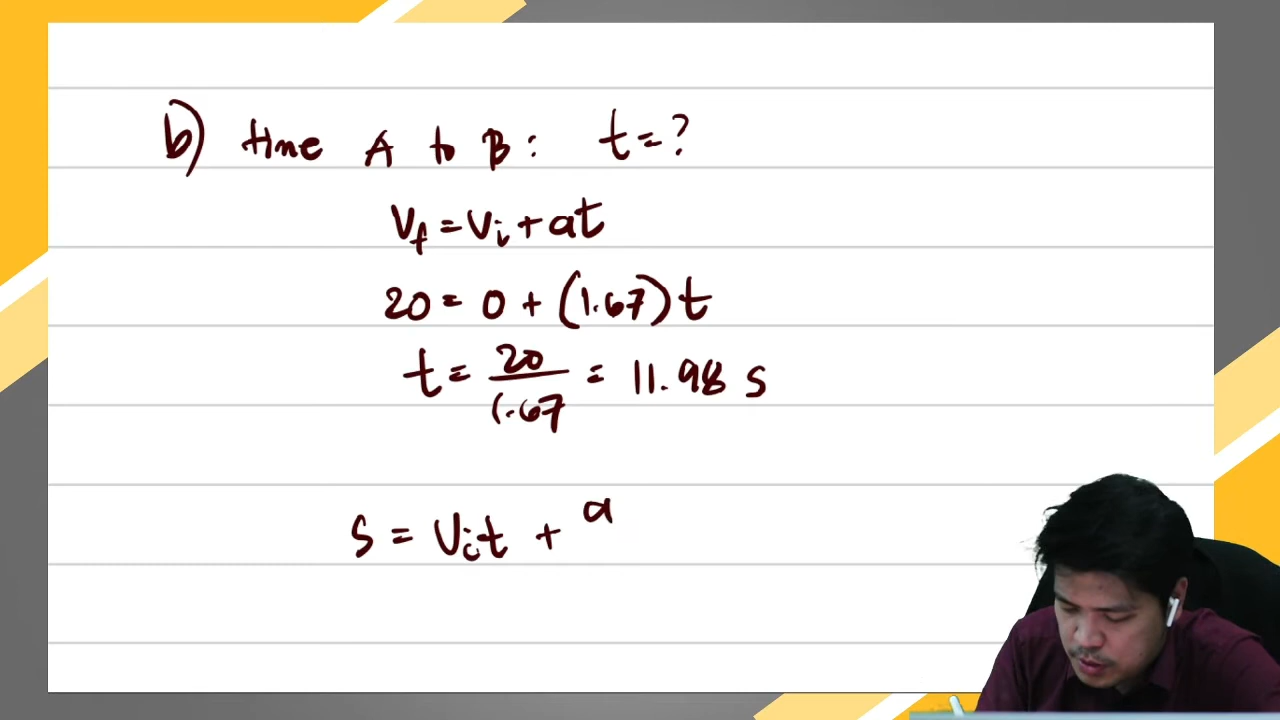 b) time A to B: t = ?
Vf = Vi + at
20 = 0 + (1.67) t
t = 20/1.67 = 11.98 s
S = Vit + a